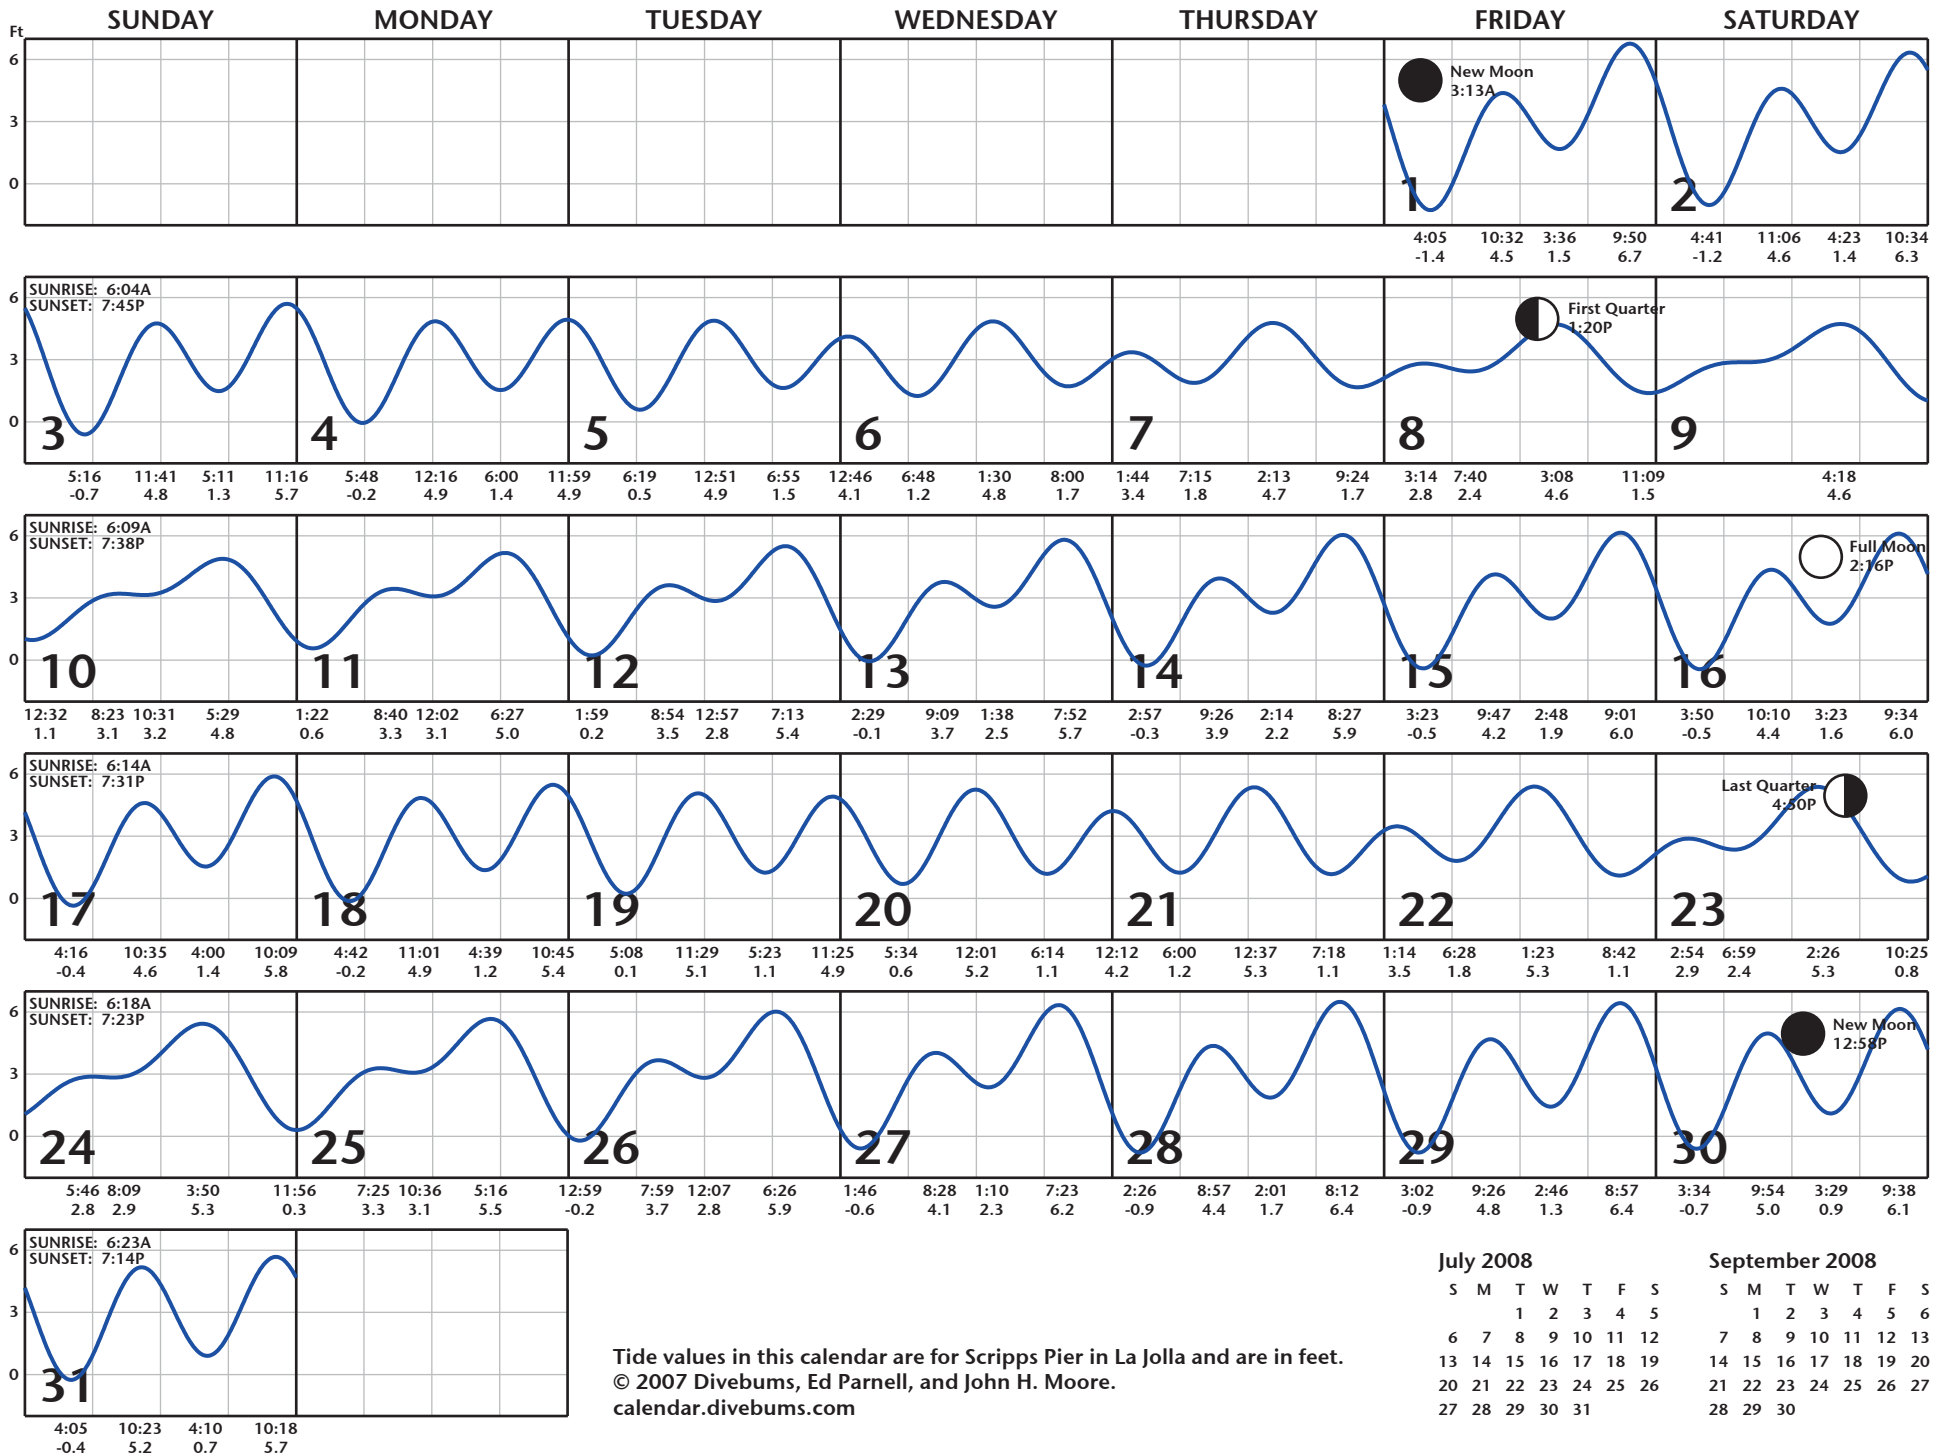 SUNDAY MONDAY TUESDAY WEDNESDAY THURSDAY FRIDAY SATURDAY
Ft
6
3
0
New Moon
3:13A
1 2
4:05 10:32 3:36 9:50 4:41 11:06 4:23 10:34
-1.4 4.5 1.5 6.7 -1.2 4.6 1.4 6.3
SUNRISE: 6:04A
SUNSET: 7:45P
First Quarter
1:20P
6
3
0
3 4 5 6 7 8 9
5:16 11:41 5:11 11:16 5:48 12:16 6:00 11:59 6:19 12:51 6:55 12:46 6:48 1:30 8:00 1:44 7:15 2:13 9:24 3:14 7:40 3:08 11:09 4:18
-0.7 4.8 1.3 5.7 -0.2 4.9 1.4 4.9 0.5 4.9 1.5 4.1 1.2 4.8 1.7 3.4 1.8 4.7 1.7 2.8 2.4 4.6 1.5 4.6
SUNRISE: 6:09A
SUNSET: 7:38P
Full Moon
2:16P
6
3
0
10 11 12 13 14 15 16
12:32 8:23 10:31 5:29 1:22 8:40 12:02 6:27 1:59 8:54 12:57 7:13 2:29 9:09 1:38 7:52 2:57 9:26 2:14 8:27 3:23 9:47 2:48 9:01 3:50 10:10 3:23 9:34
1.1 3.1 3.2 4.8 0.6 3.3 3.1 5.0 0.2 3.5 2.8 5.4 -0.1 3.7 2.5 5.7 -0.3 3.9 2.2 5.9 -0.5 4.2 1.9 6.0 -0.5 4.4 1.6 6.0
SUNRISE: 6:14A
SUNSET: 7:31P
Last Quarter
4:50P
6
3
0
17 18 19 20 21 22 23
4:16 10:35 4:00 10:09 4:42 11:01 4:39 10:45 5:08 11:29 5:23 11:25 5:34 12:01 6:14 12:12 6:00 12:37 7:18 1:14 6:28 1:23 8:42 2:54 6:59 2:26 10:25
-0.4 4.6 1.4 5.8 -0.2 4.9 1.2 5.4 0.1 5.1 1.1 4.9 0.6 5.2 1.1 4.2 1.2 5.3 1.1 3.5 1.8 5.3 1.1 2.9 2.4 5.3 0.8
SUNRISE: 6:18A
SUNSET: 7:23P
New Moon
12:58P
6
3
0
24 25 26 27 28 29 30
5:46 8:09 3:50 11:56 7:25 10:36 5:16 12:59 7:59 12:07 6:26 1:46 8:28 1:10 7:23 2:26 8:57 2:01 8:12 3:02 9:26 2:46 8:57 3:34 9:54 3:29 9:38
2.8 2.9 5.3 0.3 3.3 3.1 5.5 -0.2 3.7 2.8 5.9 -0.6 4.1 2.3 6.2 -0.9 4.4 1.7 6.4 -0.9 4.8 1.3 6.4 -0.7 5.0 0.9 6.1
SUNRISE: 6:23A
SUNSET: 7:14P
6
3
0
31
4:05 10:23 4:10 10:18
-0.4 5.2 0.7 5.7
Tide values in this calendar are for Scripps Pier in La Jolla and are in feet.
© 2007 Divebums, Ed Parnell, and John H. Moore.
calendar.divebums.com
July 2008
S M T W T F S
1 2 3 4 5
6 7 8 9 10 11 12
13 14 15 16 17 18 19
20 21 22 23 24 25 26
27 28 29 30 31
September 2008
S M T W T F S
1 2 3 4 5 6
7 8 9 10 11 12 13
14 15 16 17 18 19 20
21 22 23 24 25 26 27
28 29 30